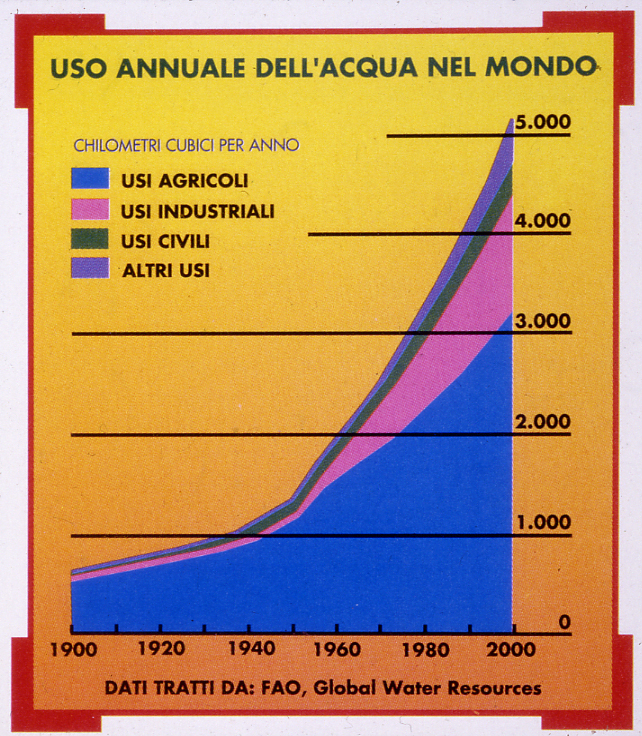 USO ANNUALE DELL'ACQUA NEL MONDO
CHILOMETRI CUBICI PER ANNO
USI AGRICOLI
USI INDUSTRIALI
USI CIVILI
ALTRI USI
5.000
4.000
3.000
2.000
1.000
0
1900 1920 1940 1960 1980 2000
DATI TRATTI DA: FAO, Global Water Resources